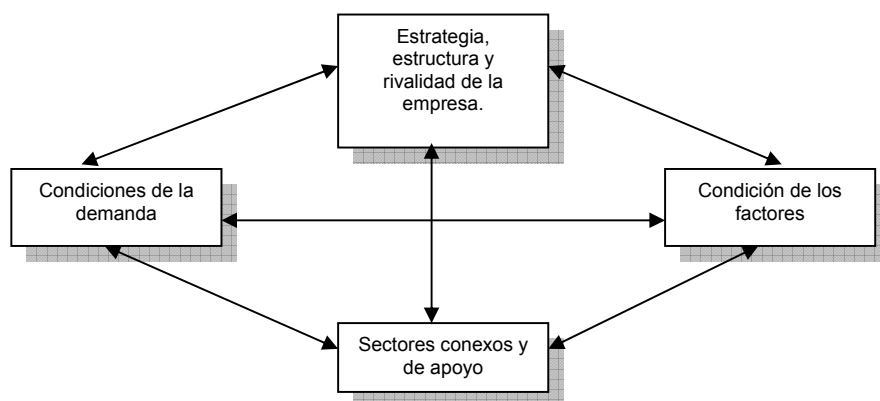 Estrategia,
estructura y
rivalidad de la
empresa.
Condiciones de la
demanda
Condición de los
factores
Sectores conexos y
de apoyo